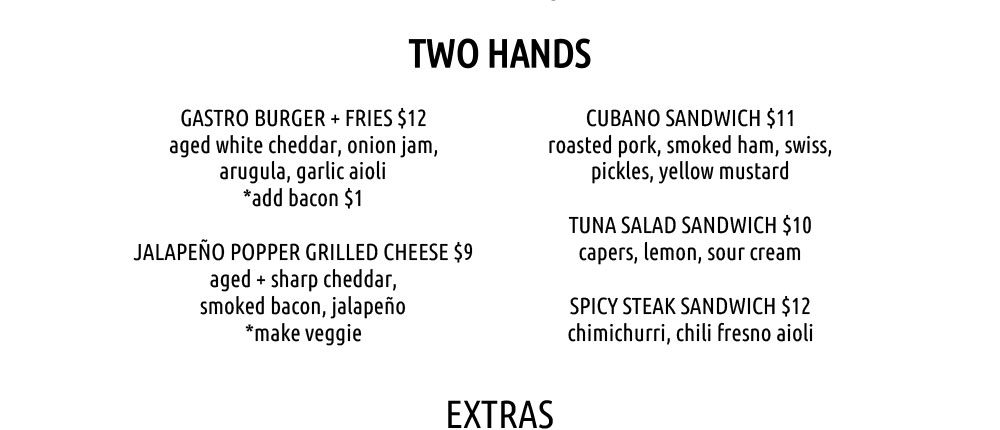 TWO HANDS
GASTRO BURGER + FRIES $12
aged white cheddar, onion jam,
arugula, garlic aioli
*add bacon $1
JALAPEÑO POPPER GRILLED CHEESE $9
aged + sharp cheddar,
smoked bacon, jalapeño
*make veggie
CUBANO SANDWICH $11
roasted pork, smoked ham, swiss,
pickles, yellow mustard
TUNA SALAD SANDWICH $10
capers, lemon, sour cream
SPICY STEAK SANDWICH $12
chimichurri, chili fresno aioli
EXTRAS